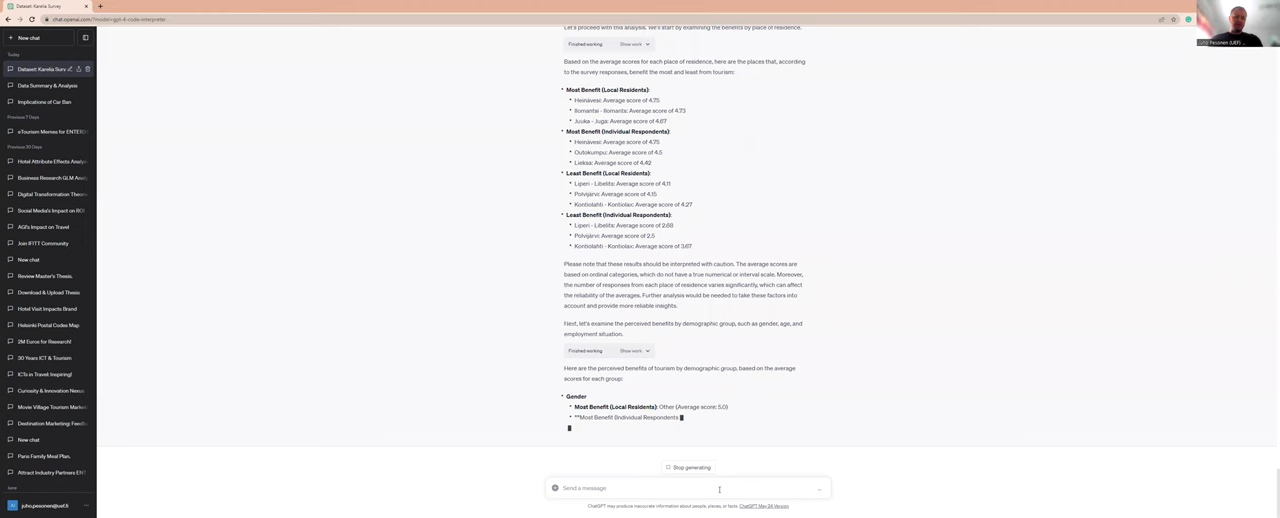 Dataset: Karelia Survey
chat.openai.com/?model=gpt-4-code-interpreter
New chat
Today
Dataset: Karelia Surv
Data Summary & Analysis
Implications of Car Ban
Previous 7 Days
eTourism Memes for ENTER
Previous 30 Days
Hotel Attribute Effects Analys
Business Research GLM Ana
Digital Transformation Theor
Social Media's Impact on ROI
AGI's Impact on Travel
Join IFITT Community
New chat
Review Master's Thesis.
Download & Upload Thesis
Hotel Visit Impacts Brand
Helsinki Postal Codes Map
2M Euros for Research!
30 Years ICT & Tourism
ICTs in Travel: Inspiring!
Curiosity & Innovation Nexus
Movie Village Tourism Market
Destination Marketing: Feedb
New chat
Paris Family Meal Plan.
Attract Industry Partners ENT
June
juho.pesonen@uef.fi
Let's proceed with this analysis. We'll start by examining the benefits by place of residence.
Finished working Show work
Based on the average scores for each place of residence, here are the places that, according
to the survey responses, benefit the most and least from tourism:
• Most Benefit (Local Residents):
• Heinävesi: Average score of 4.75
• Ilomantsi - Ilomants: Average score of 4.73
• Juuka - Juga: Average score of 4.67
• Most Benefit (Individual Respondents):
• Heinävesi: Average score of 4.75
• Outokumpu: Average score of 4.5
• Lieksa: Average score of 4.42
• Least Benefit (Local Residents):
• Liperi - Libelits: Average score of 4.11
• Polvijärvi: Average score of 4.15
• Kontiolahti - Kontiolax: Average score of 4.27
• Least Benefit (Individual Respondents):
• Liperi - Libelits: Average score of 2.68
• Polvijärvi: Average score of 2.5
• Kontiolahti - Kontiolax: Average score of 3.67
Please note that these results should be interpreted with caution. The average scores are
based on ordinal categories, which do not have a true numerical or interval scale. Moreover,
the number of responses from each place of residence varies significantly, which can affect
the reliability of the averages. Further analysis would be needed to take these factors into
account and provide more reliable insights.
Next, let's examine the perceived benefits by demographic group, such as gender, age, and
employment situation.
Finished working Show work
Here are the perceived benefits of tourism by demographic group, based on the average
scores for each group:
• Gender
• Most Benefit (Local Residents): Other (Average score: 5.0)
• **Most Benefit (Individual Respondents
Stop generating
Send a message
ChatGPT may produce inaccurate information about people, places, or facts. ChatGPT May 24 Version
Pesonen (UEF)